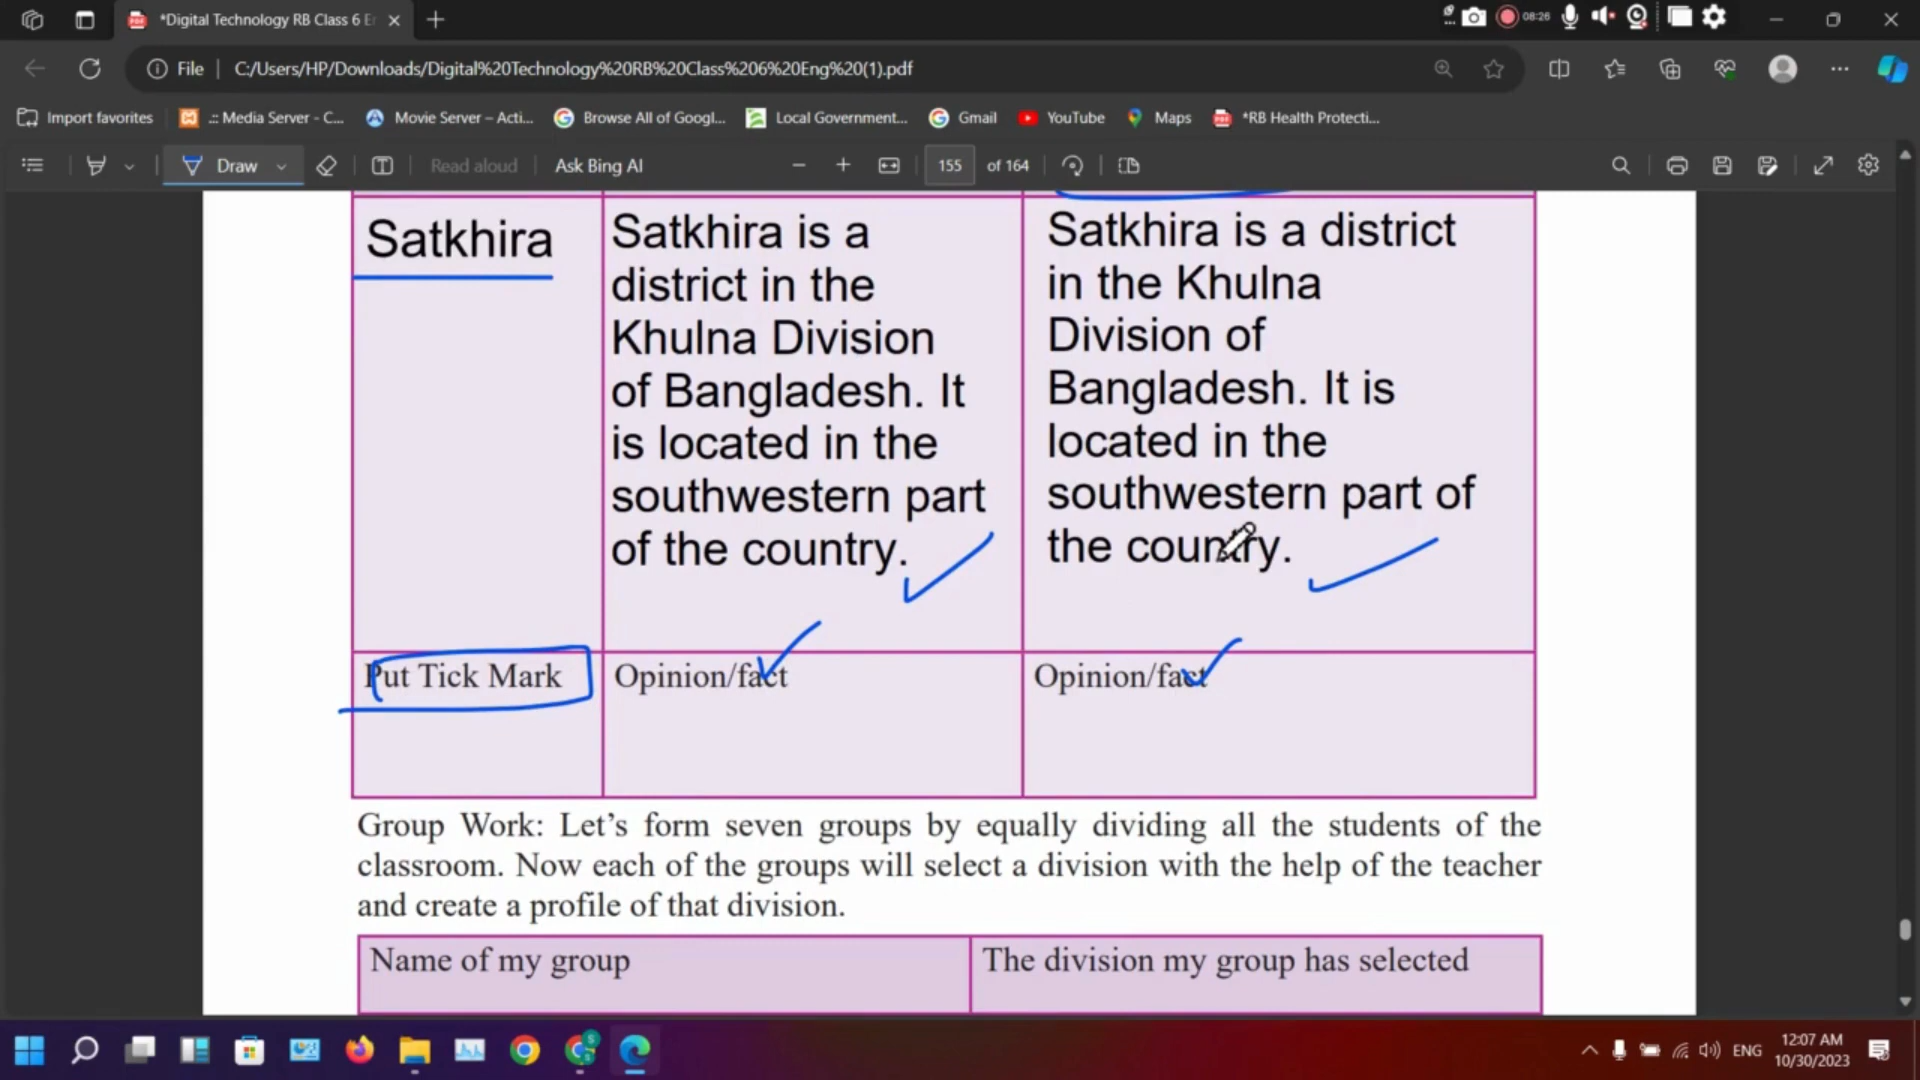 *Digital Technology RB Class 6 E
08:26
File
C:/Users/HP/Downloads/Digital%20Technology%20RB%20Class%206%20Eng%20(1).pdf
Import favorites
.:: Media Server - C...
Movie Server – Acti...
Browse All of Googl...
Local Government...
Gmail
YouTube
Maps
*RB Health Protecti...
Draw
Read aloud
Ask Bing AI
155 of 164
Satkhira
Satkhira is a
district in the
Khulna Division
of Bangladesh. It
is located in the
southwestern part
of the country.
Satkhira is a district
in the Khulna
Division of
Bangladesh. It is
located in the
southwestern part of
the country.
Put Tick Mark
Opinion/fact
Opinion/fact
Group Work: Let's form seven groups by equally dividing all the students of the
classroom. Now each of the groups will select a division with the help of the teacher
and create a profile of that division.
Name of my group
The division my group has selected
ENG
12:07 AM
10/30/2023